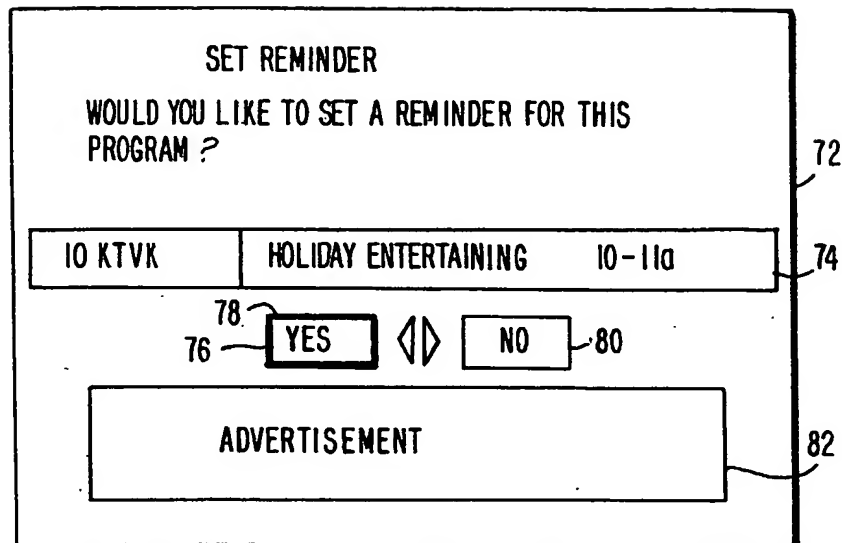 SET REMINDER
WOULD YOU LIKE TO SET A REMINDER FOR THIS
PROGRAM ?
72
10 KTVK HOLIDAY ENTERTAINING 10-11a 74
78
76 YES NO 80
ADVERTISEMENT 82